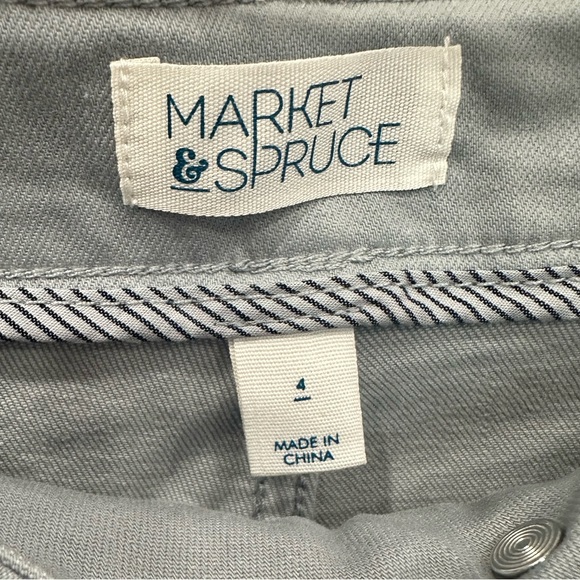 MARKET
& SPRUCE
4
MADE IN
CHINA